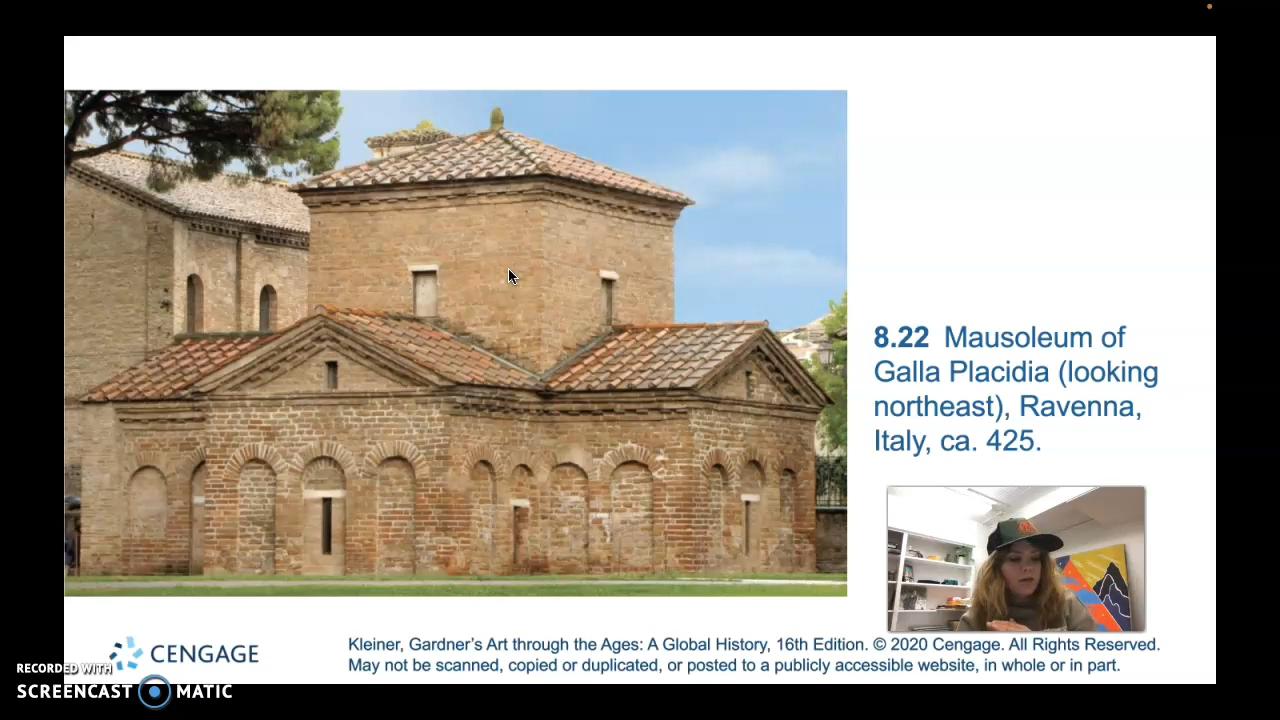 8.22 Mausoleum of
Galla Placidia (looking
northeast), Ravenna,
Italy, ca. 425.
CENGAGE
Kleiner, Gardner’s Art through the Ages: A Global History, 16th Edition. © 2020 Cengage. All Rights Reserved.
May not be scanned, copied or duplicated, or posted to a publicly accessible website, in whole or in part.
RECORDED WITH
SCREENCAST MATIC